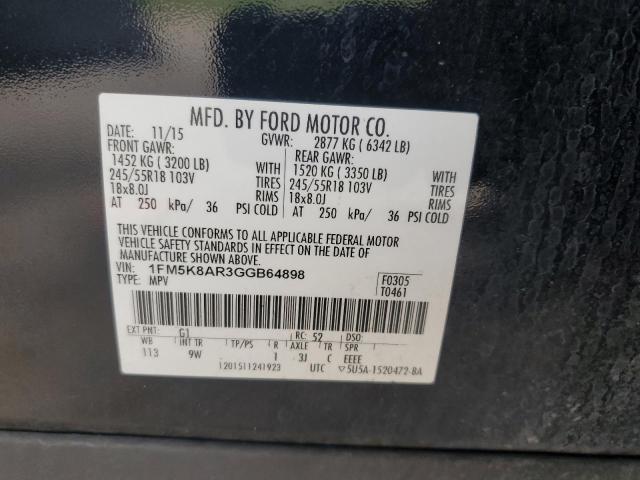 MFD. BY FORD MOTOR CO.
DATE: 11/15 GVWR: 2877 KG ( 6342 LB)
FRONT GAWR: REAR GAWR:
1452 KG ( 3200 LB) WITH 1520 KG ( 3350 LB) WITH
245/55R18 103V TIRES 245/55R18 103V TIRES
18x8.0J RIMS 18x8.0J RIMS
AT 250 kPa/ 36 PSI COLD AT 250 kPa/ 36 PSI COLD
THIS VEHICLE CONFORMS TO ALL APPLICABLE FEDERAL MOTOR
VEHICLE SAFETY STANDARDS IN EFFECT ON THE DATE OF
MANUFACTURE SHOWN ABOVE.
VIN: 1FM5K8AR3GGB64898 F0305
TYPE: MPV T0461
EXT PNT: G1 RC: 52 DSO:
WB INT TR TP/PS R AXLE TR SPR
113 9W 1 3J C EEEE
1201511241923 UTC ▽5U5A-1520472-BA